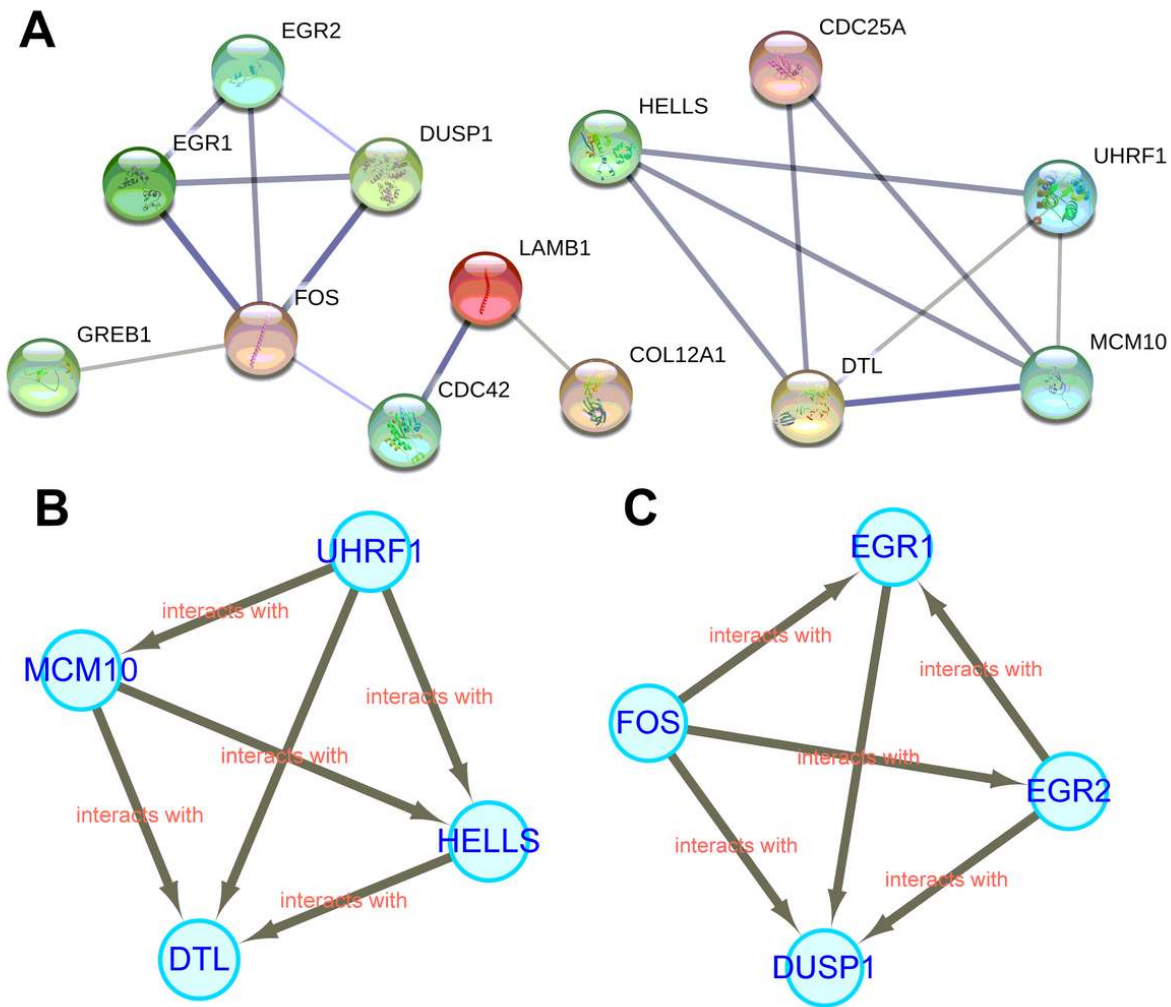 A
EGR2
CDC25A
HELLS
EGR1
DUSP1
UHRF1
LAMB1
FOS
GREB1
MCM10
COL12A1
DTL
CDC42
B
C
UHRF1
EGR1
interacts with
interacts with
MCM10
interacts with
interacts with
FOS
interacts with
interacts with
EGR2
interacts with
HELLS
interacts with
interacts with
interacts with
DTL
DUSP1